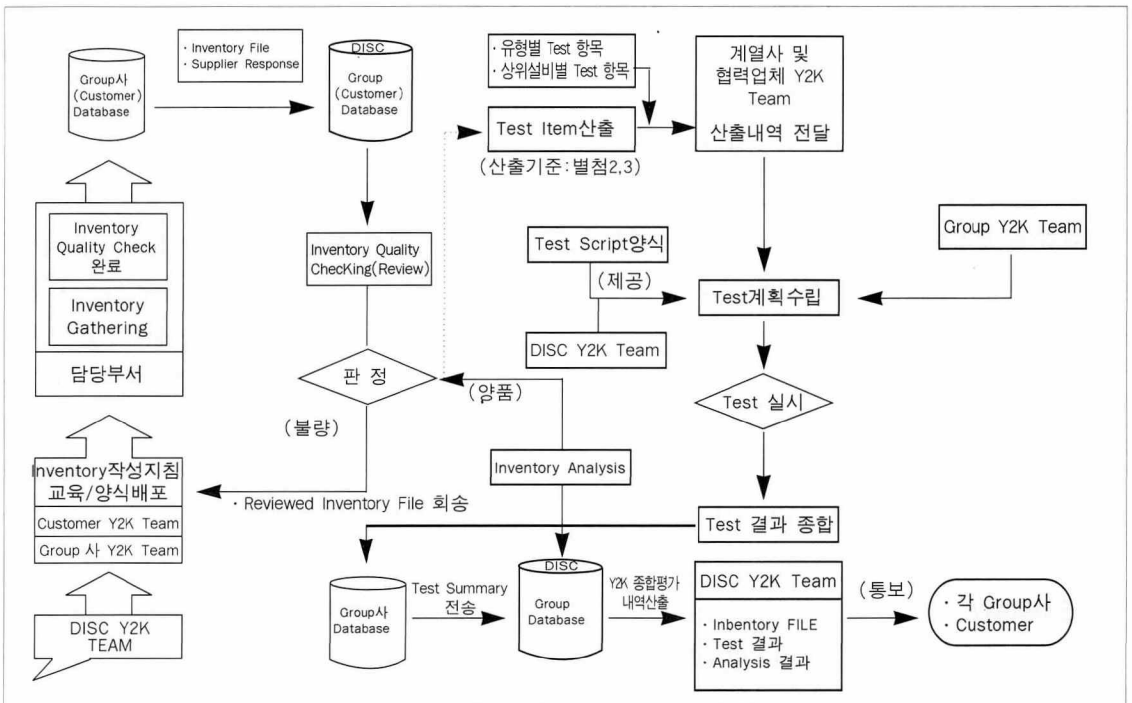 Group사
(Customer)
Database
· Inventory File
· Supplier Response
DISC
Group
(Customer)
Database
· 유형별 Test 항목
· 상위설비별 Test 항목
계열사 및
협력업체 Y2K
Team
산출내역 전달
Test Item산출
(산출기준:별첨2,3)
Inventory
Quality Check
완료
Inventory
Gathering
담당부서
Inventory Quality
ChecKing(Review)
Test Script양식
(제공)
DISC Y2K Team
Group Y2K Team
Test계획수립
판 정
(양품)
(불량)
Test 실시
Inventory작성지침
교육/양식배포
Customer Y2K Team
Group 사 Y2K Team
· Reviewed Inventory File 회송
Inventory Analysis
Test 결과 종합
DISC Y2K
TEAM
Group사
Database
Test Summary
전송
DISC
Group
Database
Y2K 종합평가
내역산출
DISC Y2K Team
· Inbentory FILE
· Test 결과
· Analysis 결과
(통보)
· 각 Group사
· Customer